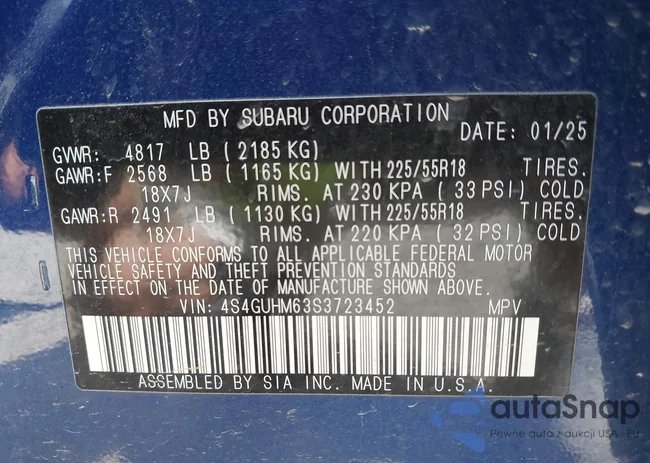 MFD BY SUBARU CORPORATION
DATE: 01/25
GVWR: 4817 LB (2185 KG)
GAWR:F 2568 LB (1165 KG) WITH 225/55R18 TIRES.
18X7J RIMS. AT 230 KPA (33 PSI) COLD
GAWR:R 2491 LB (1130 KG) WITH 225/55R18 TIRES.
18X7J RIMS. AT 220 KPA (32 PSI) COLD
THIS VEHICLE CONFORMS TO ALL APPLICABLE FEDERAL MOTOR
VEHICLE SAFETY AND THEFT PREVENTION STANDARDS
IN EFFECT ON THE DATE OF MANUFACTURE SHOWN ABOVE.
VIN: 4S4GUHM63S3723452 MPV
ASSEMBLED BY SIA INC. MADE IN U.S.A.
autaSnap
Pewne auta z aukcji USA - EU